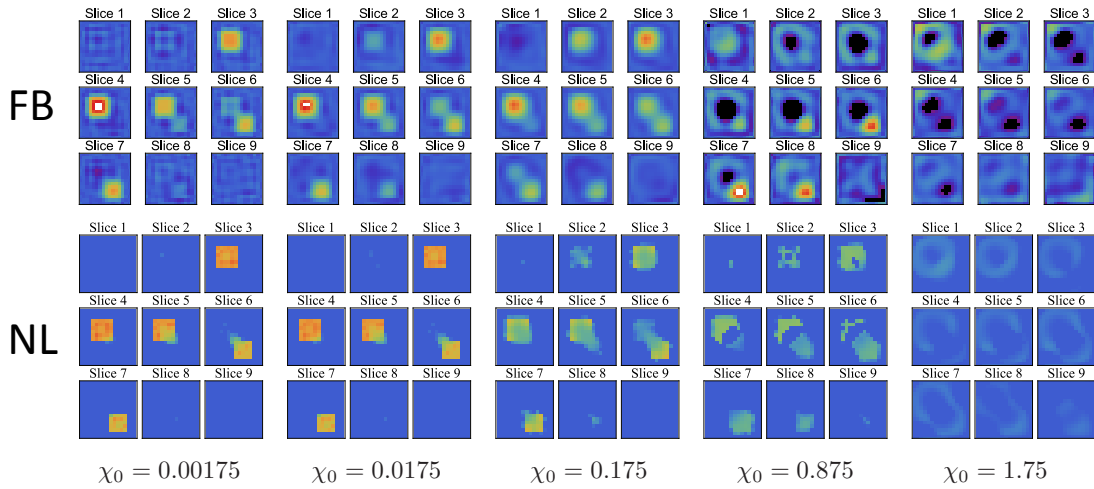 Slice 1 Slice 2 Slice 3 Slice 1 Slice 2 Slice 3 Slice 1 Slice 2 Slice 3 Slice 1 Slice 2 Slice 3 Slice 1 Slice 2 Slice 3
Slice 4 Slice 5 Slice 6 Slice 4 Slice 5 Slice 6 Slice 4 Slice 5 Slice 6 Slice 4 Slice 5 Slice 6 Slice 4 Slice 5 Slice 6
FB
Slice 7 Slice 8 Slice 9 Slice 7 Slice 8 Slice 9 Slice 7 Slice 8 Slice 9 Slice 7 Slice 8 Slice 9 Slice 7 Slice 8 Slice 9
Slice 1 Slice 2 Slice 3 Slice 1 Slice 2 Slice 3 Slice 1 Slice 2 Slice 3 Slice 1 Slice 2 Slice 3 Slice 1 Slice 2 Slice 3
Slice 4 Slice 5 Slice 6 Slice 4 Slice 5 Slice 6 Slice 4 Slice 5 Slice 6 Slice 4 Slice 5 Slice 6 Slice 4 Slice 5 Slice 6
NL
Slice 7 Slice 8 Slice 9 Slice 7 Slice 8 Slice 9 Slice 7 Slice 8 Slice 9 Slice 7 Slice 8 Slice 9 Slice 7 Slice 8 Slice 9
χ₀ = 0.00175 χ₀ = 0.0175 χ₀ = 0.175 χ₀ = 0.875 χ₀ = 1.75